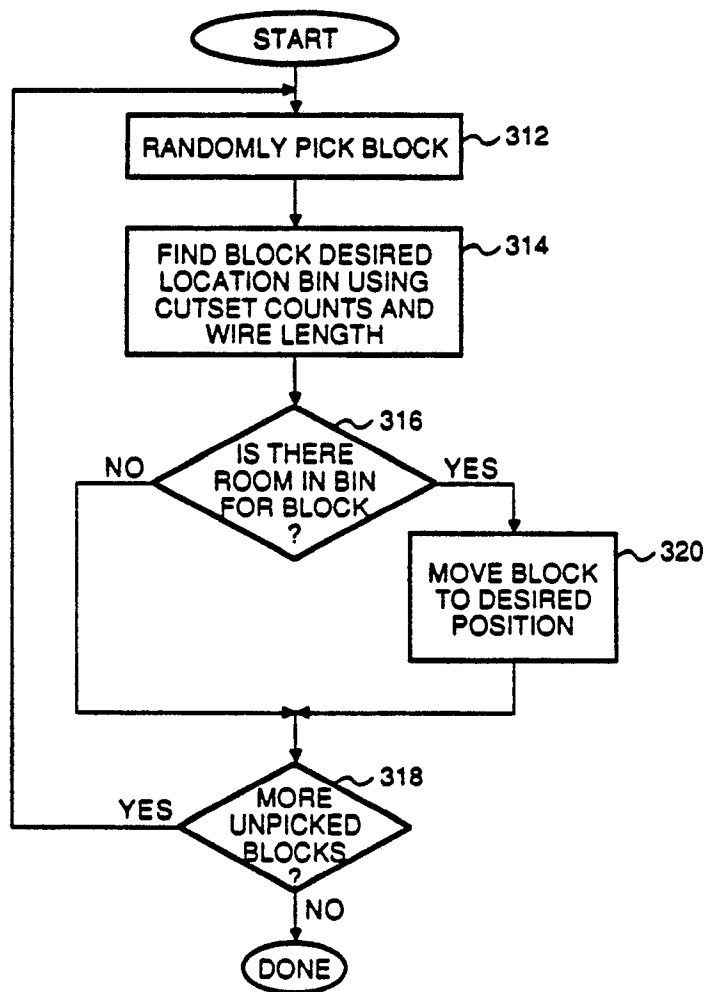 START
RANDOMLY PICK BLOCK
312
FIND BLOCK DESIRED
LOCATION BIN USING
CUTSET COUNTS AND
WIRE LENGTH
314
IS THERE
ROOM IN BIN
FOR BLOCK
?
316
NO
YES
MOVE BLOCK
TO DESIRED
POSITION
320
MORE
UNPICKED
BLOCKS
?
318
YES
NO
DONE